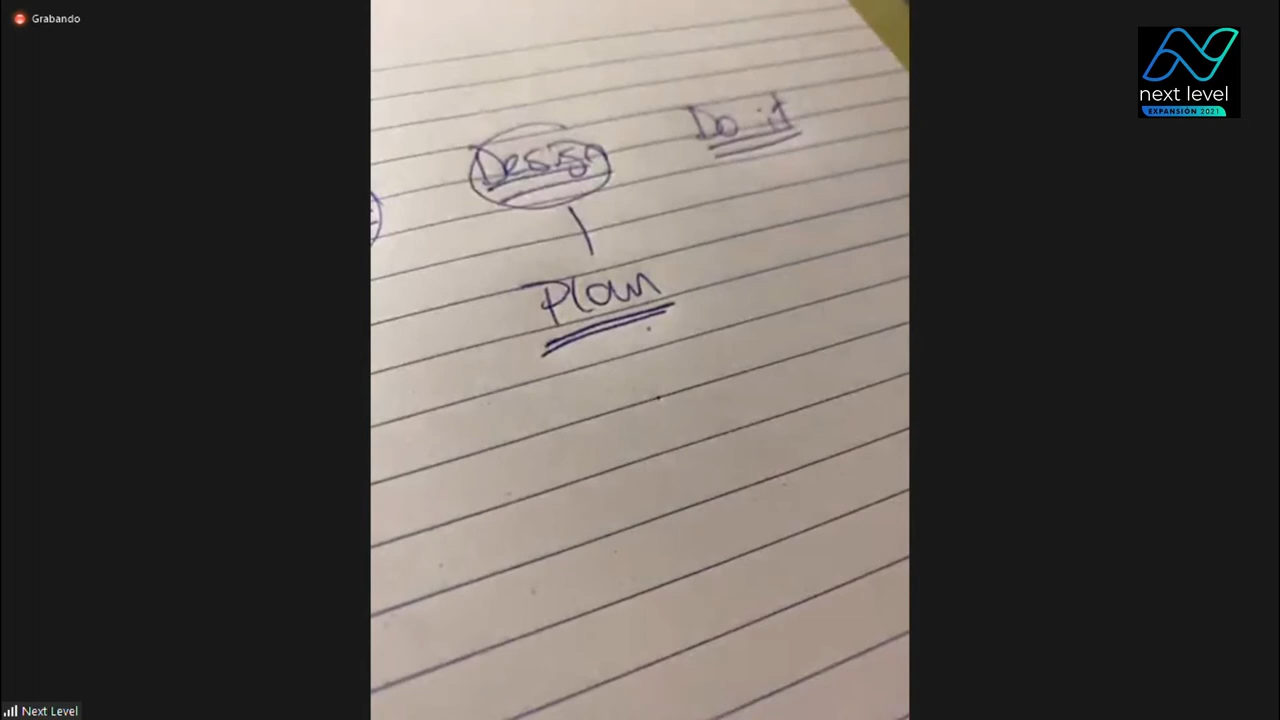 Grabando
next level
EXPANSION 2021
Do it
Design
Plan
Next Level